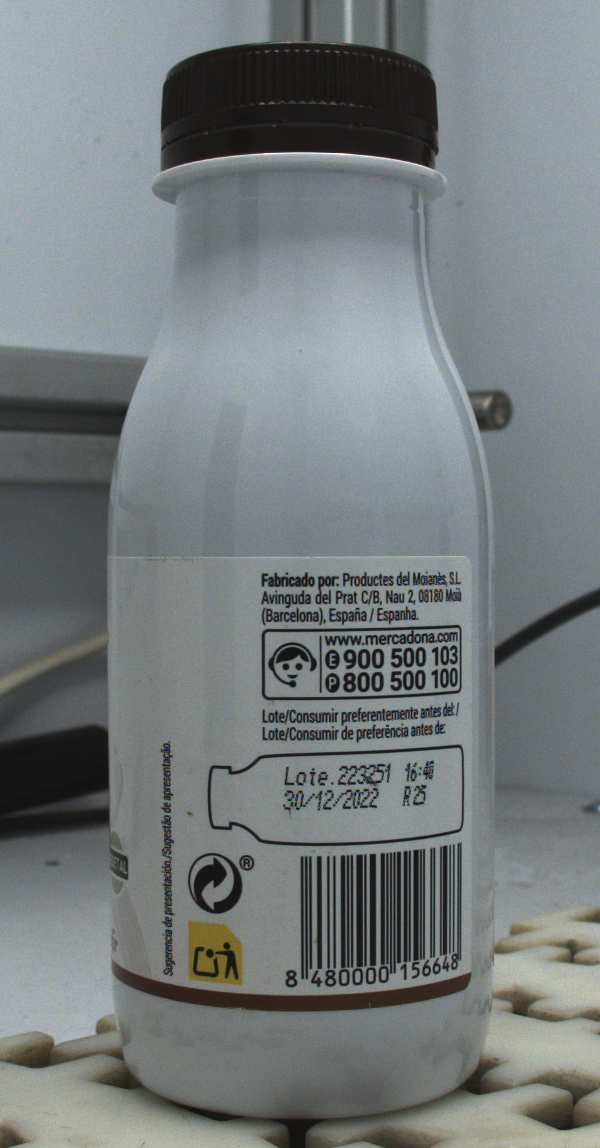 Fabricado por: Productes del Moianès, S.L.
Avinguda del Prat C/B, Nau 2, 08180 Moià
(Barcelona), España / Espanha.
www.mercadona.com
E 900 500 103
P 800 500 100
Lote/Consumir preferentemente antes del: /
Lote/Consumir de preferência antes de:
Lote.223251 16:40
30/12/2022 R25
Sugerencia de presentación./Sugestão de apresentação.
®
8 480000 156648